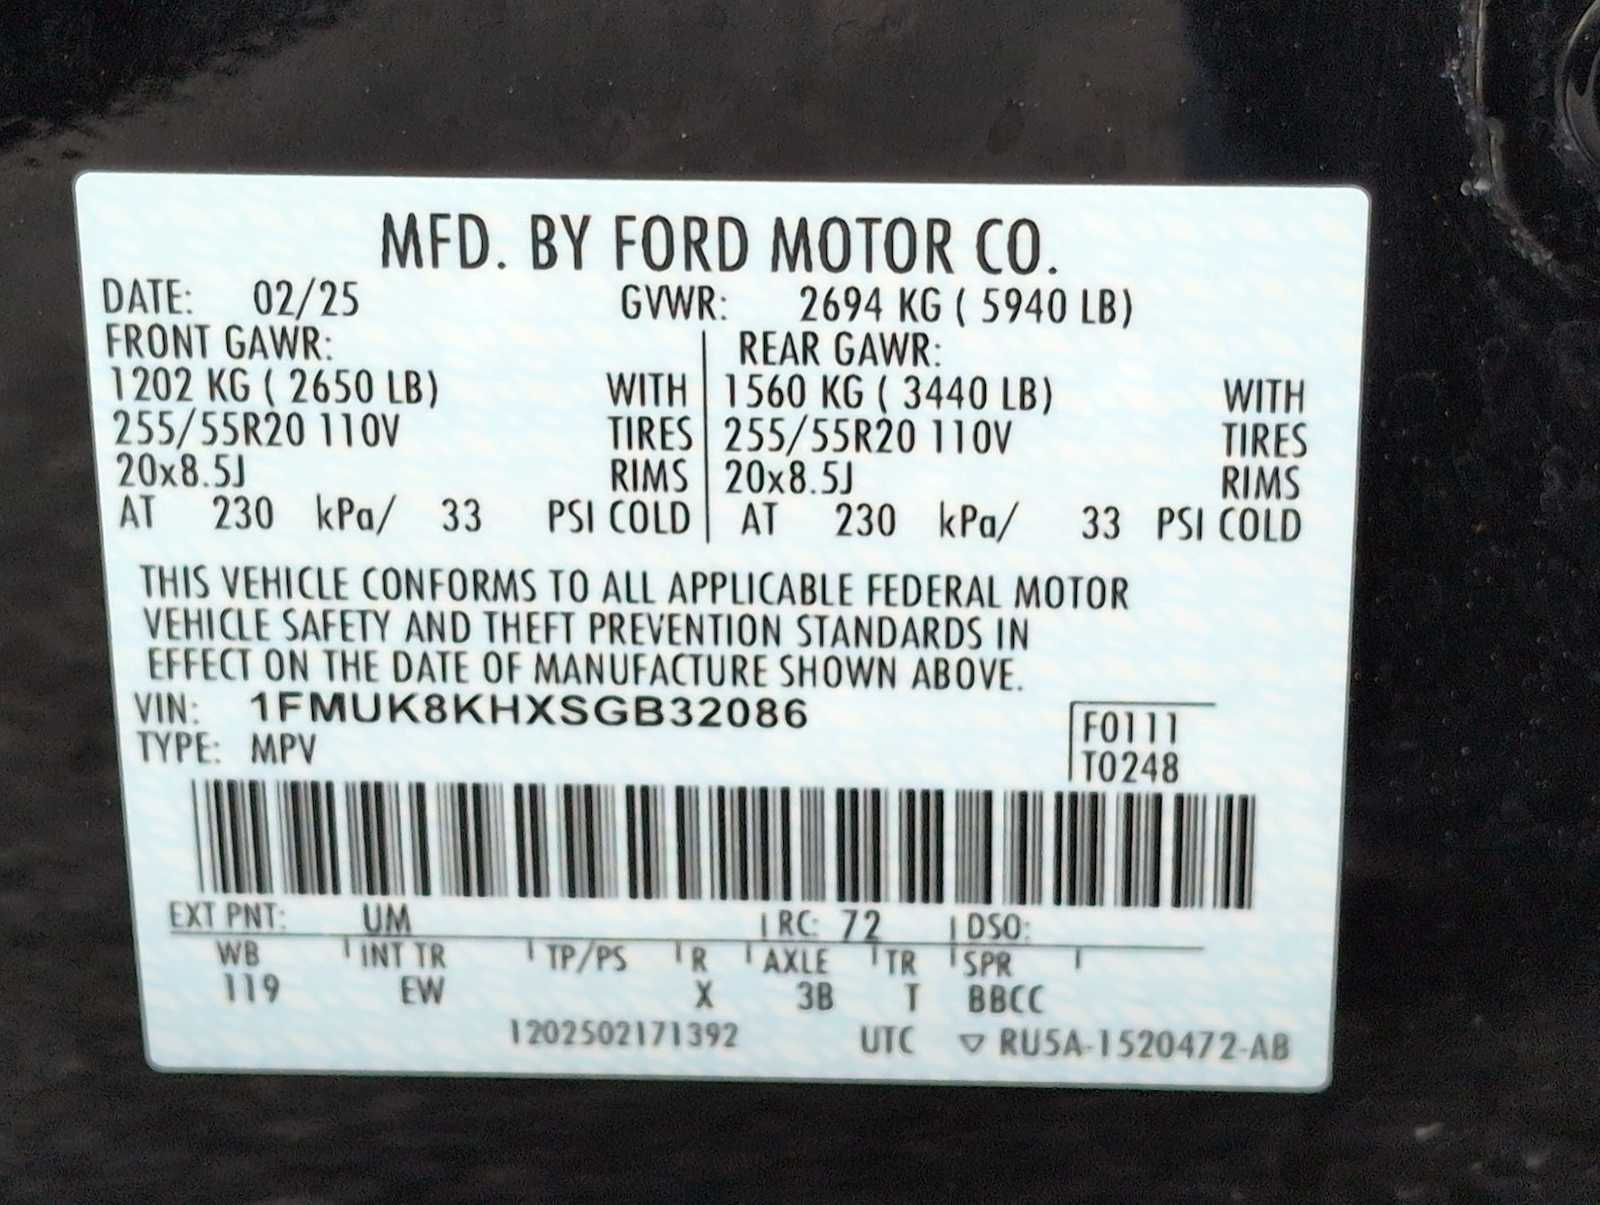 MFD. BY FORD MOTOR CO.
DATE: 02/25 GVWR: 2694 KG ( 5940 LB)
FRONT GAWR: REAR GAWR:
1202 KG ( 2650 LB) WITH 1560 KG ( 3440 LB) WITH
255/55R20 110V TIRES 255/55R20 110V TIRES
20x8.5J RIMS 20x8.5J RIMS
AT 230 kPa/ 33 PSI COLD AT 230 kPa/ 33 PSI COLD
THIS VEHICLE CONFORMS TO ALL APPLICABLE FEDERAL MOTOR
VEHICLE SAFETY AND THEFT PREVENTION STANDARDS IN
EFFECT ON THE DATE OF MANUFACTURE SHOWN ABOVE.
VIN: 1FMUK8KHXSGB32086 F0111
TYPE: MPV T0248
EXT PNT: UM RC: 72 DSO:
WB INT TR TP/PS R AXLE TR SPR
119 EW X 3B T BBCC
1202502171392 UTC ▽ RU5A-1520472-AB